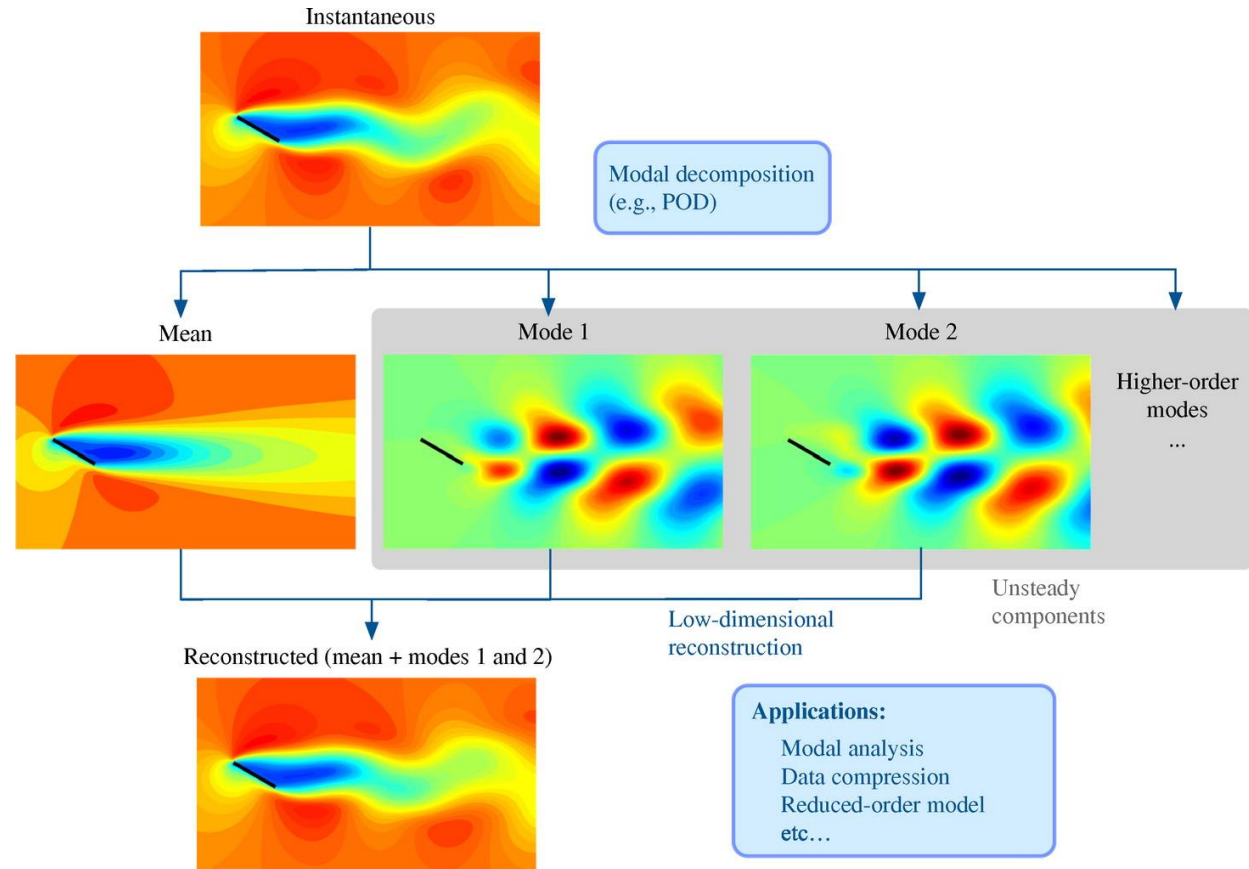 Instantaneous
Modal decomposition
(e.g., POD)
Mean
Mode 1
Mode 2
Higher-order
modes
...
Unsteady
components
Low-dimensional
reconstruction
Reconstructed (mean + modes 1 and 2)
Applications:
Modal analysis
Data compression
Reduced-order model
etc…